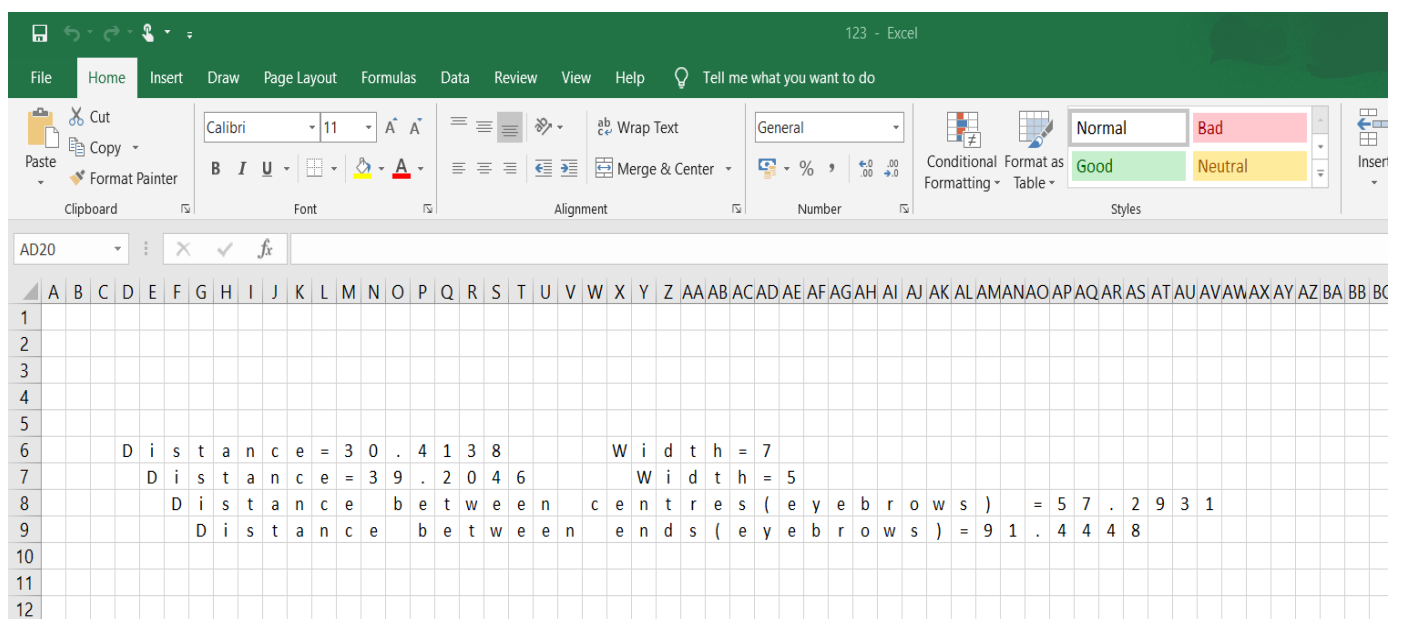 123 - Excel
File Home Insert Draw Page Layout Formulas Data Review View Help Tell me what you want to do
Cut
Copy
Format Painter
Paste
Clipboard
Calibri 11 A A
B I U A
Font
ab Wrap Text
Merge & Center
Alignment
General
% , .0 .00 .00 .0
Number
Conditional Formatting
Format as Table
Normal Bad
Good Neutral
Styles
Insert
AD20 fx
A B C D E F G H I J K L M N O P Q R S T U V W X Y Z AA AB AC AD AE AF AG AH AI AJ AK AL AM AN AO AP AQ AR AS AT AU AV AW AX AY AZ BA BB
1
2
3
4
5
6 Distance=30.4138 Width=7
7 Distance=39.2046 Width=5
8 Distance between centres(eyebrows) =57.2931
9 Distance between ends(eyebrows)=91.4448
10
11
12